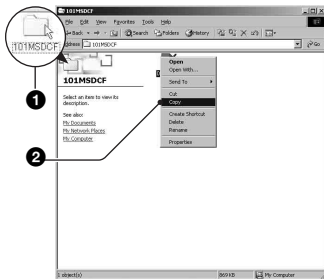 101MSDCF
File Edit View Favorites Tools Help
Back Search Folders History
Address 101MSDCF Go
101MSDCF
101MSDCF
Select an item to view its description.
See also:
My Documents
My Network Places
My Computer
Open
Open With...
Send To
Cut
Copy
Create Shortcut
Delete
Rename
Properties
1
2
1 object(s) 869 KB My Computer